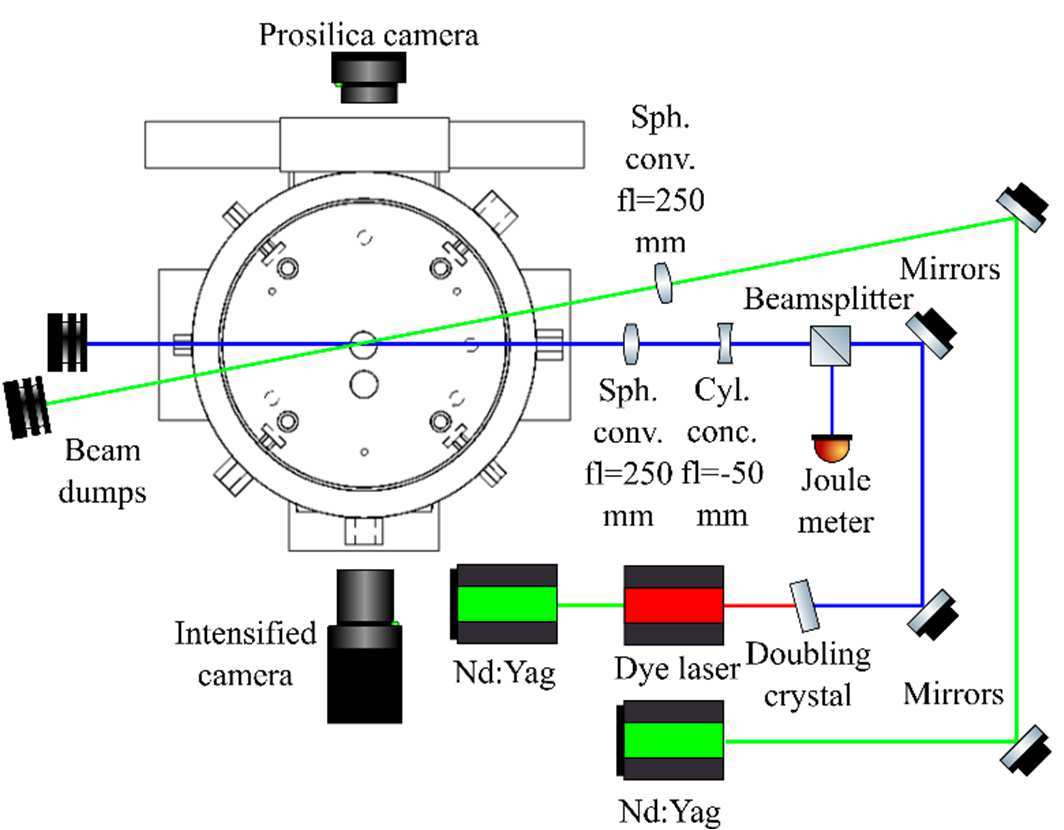 Prosilica camera
Sph.
conv.
fl=250
mm
Mirrors
Beamsplitter
Sph.
conv.
fl=250
mm
Cyl.
conc.
fl=-50
mm
Joule
meter
Beam
dumps
Intensified
camera
Nd:Yag
Dye laser
Doubling
crystal
Mirrors
Nd:Yag